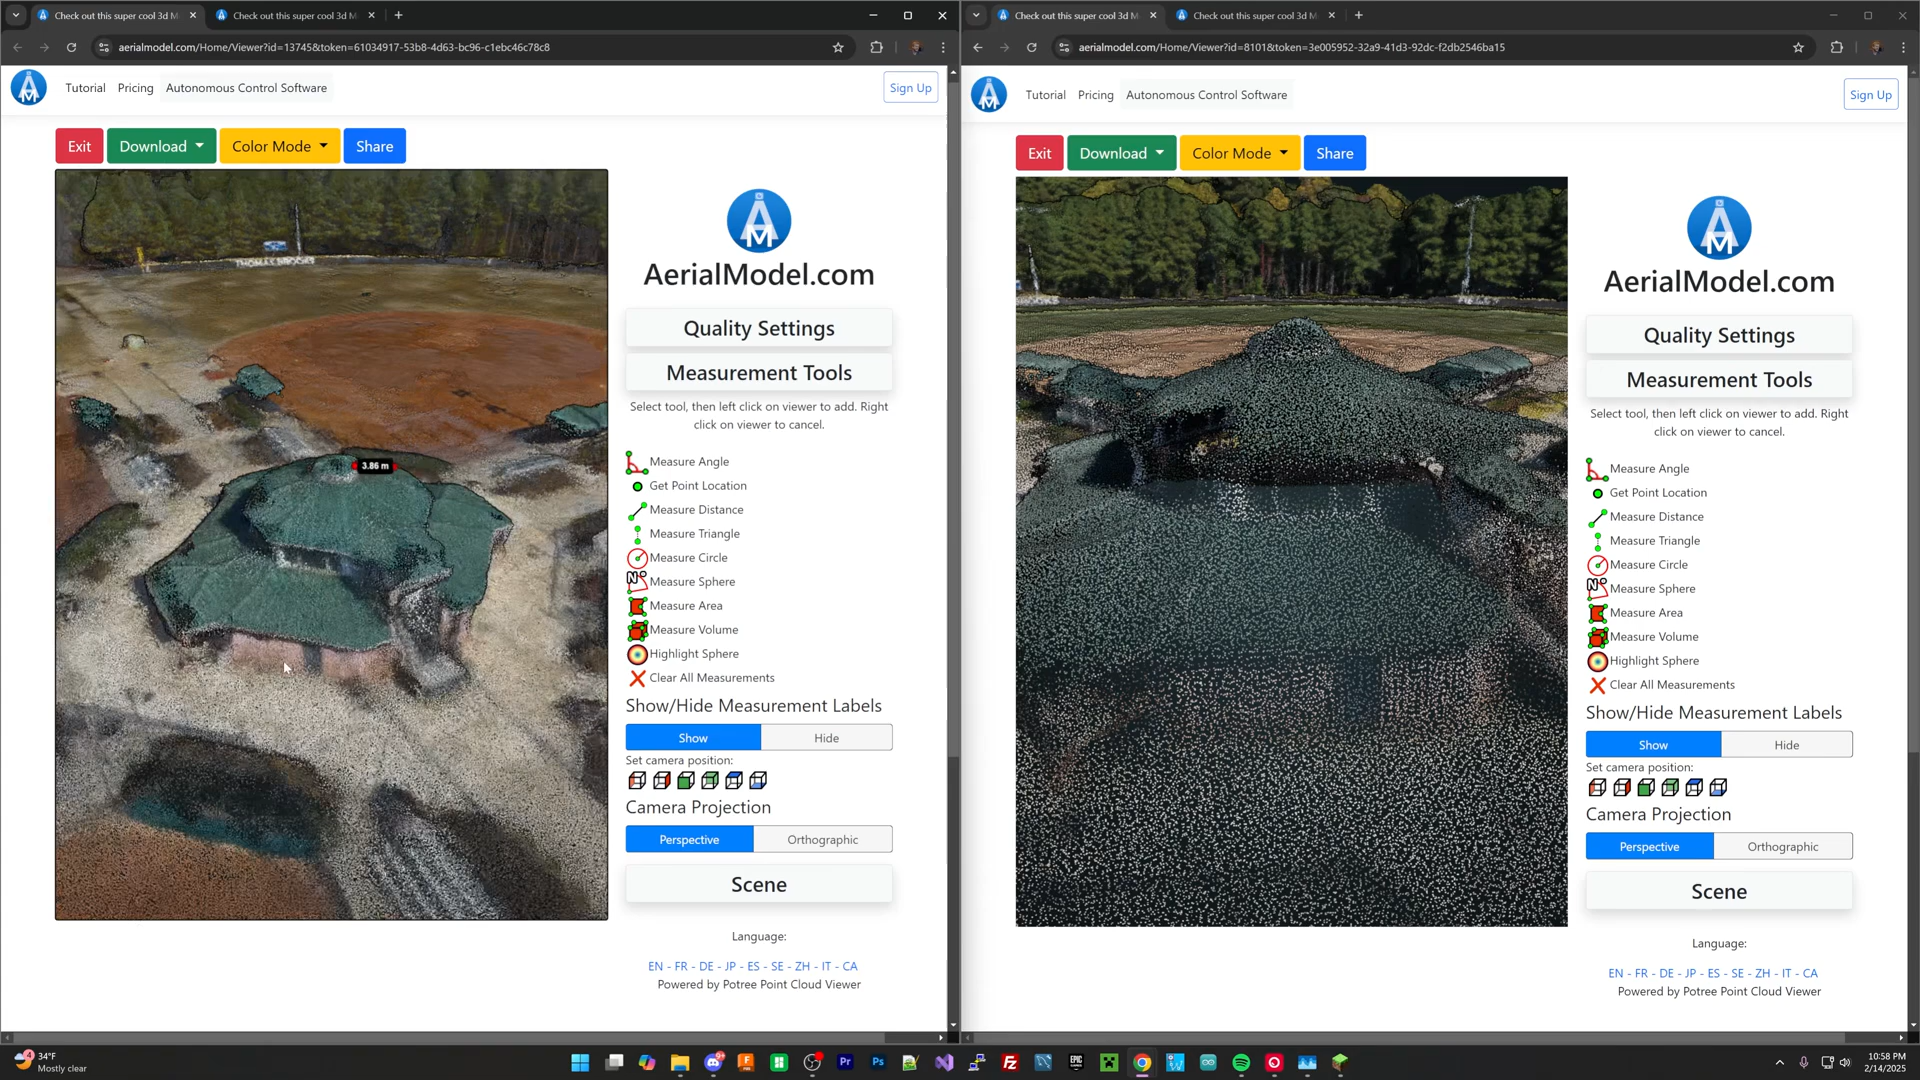 Check out this super cool 3d M
Check out this super cool 3d M
aerialmodel.com/Home/Viewer?id=13745&token=61034917-53b8-4d63-bc96-c1ebc46c78c8
Tutorial
Pricing
Autonomous Control Software
Sign Up
Exit
Download
Color Mode
Share
THOMAS BROOKS
3.86 m
AerialModel.com
Quality Settings
Measurement Tools
Select tool, then left click on viewer to add. Right
click on viewer to cancel.
Measure Angle
Get Point Location
Measure Distance
Measure Triangle
Measure Circle
Measure Sphere
Measure Area
Measure Volume
Highlight Sphere
Clear All Measurements
Show/Hide Measurement Labels
Show
Hide
Set camera position:
Camera Projection
Perspective
Orthographic
Scene
Language:
EN - FR - DE - JP - ES - SE - ZH - IT - CA
Powered by Potree Point Cloud Viewer
Check out this super cool 3d M
Check out this super cool 3d M
aerialmodel.com/Home/Viewer?id=8101&token=3e005952-32a9-41d3-92dc-f2db2546ba15
Tutorial
Pricing
Autonomous Control Software
Sign Up
Exit
Download
Color Mode
Share
AerialModel.com
Quality Settings
Measurement Tools
Select tool, then left click on viewer to add. Right
click on viewer to cancel.
Measure Angle
Get Point Location
Measure Distance
Measure Triangle
Measure Circle
Measure Sphere
Measure Area
Measure Volume
Highlight Sphere
Clear All Measurements
Show/Hide Measurement Labels
Show
Hide
Set camera position:
Camera Projection
Perspective
Orthographic
Scene
Language:
EN - FR - DE - JP - ES - SE - ZH - IT - CA
Powered by Potree Point Cloud Viewer
34°F
Mostly clear
10:58 PM
2/14/2025